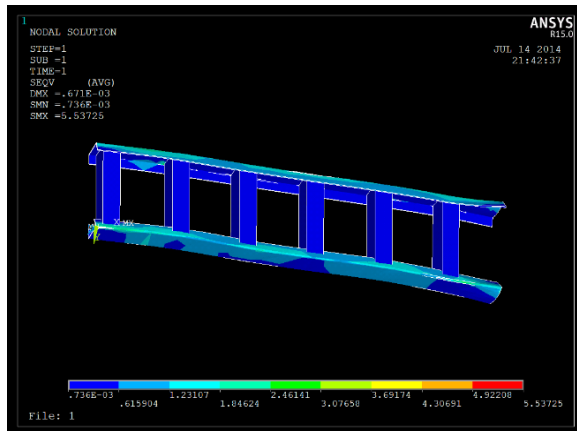 1
NODAL SOLUTION
ANSYS
R15.0
STEP=1
SUB =1
TIME=1
SEQV (AVG)
DMX =.671E-03
SMN =.736E-03
SMX =5.53725
JUL 14 2014
21:42:37
X MX
.736E-03 1.23107 2.46141 3.69174 4.92208
.615904 1.84624 3.07658 4.30691 5.53725
File: 1